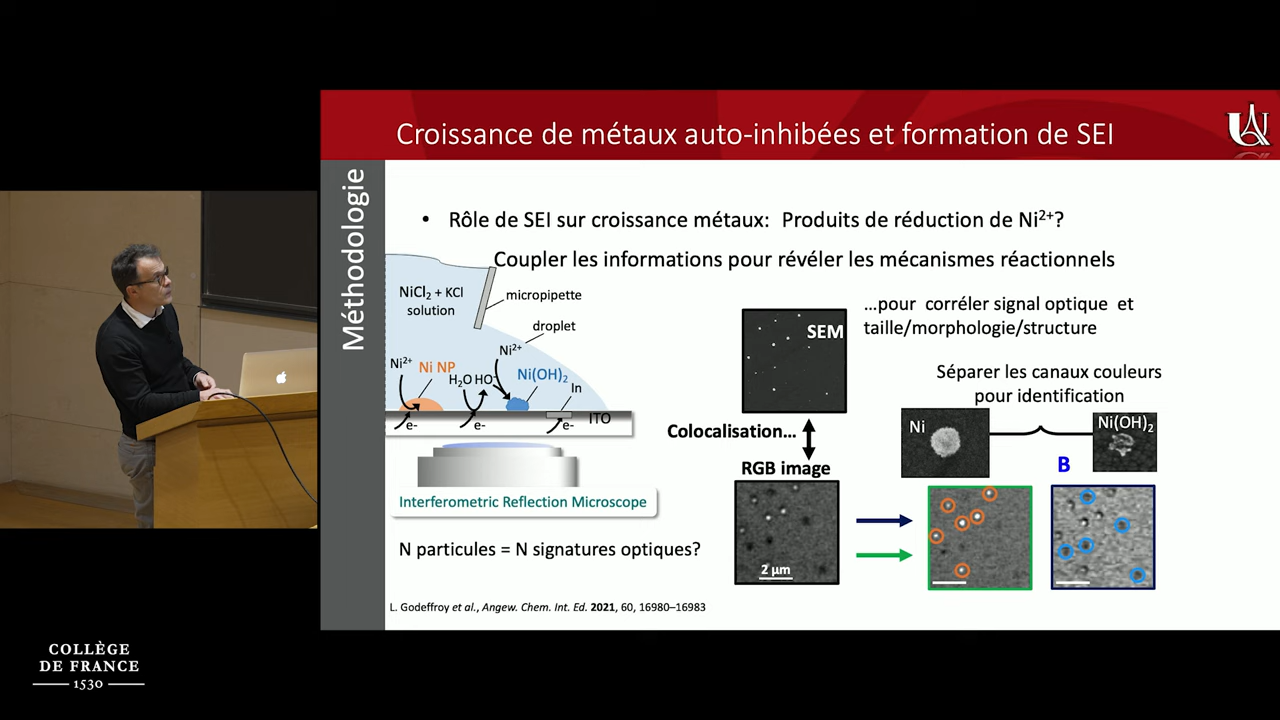 Croissance de métaux auto-inhibées et formation de SEI
Méthodologie
• Rôle de SEI sur croissance métaux: Produits de réduction de Ni²⁺?
Coupler les informations pour révéler les mécanismes réactionnels
NiCl₂ + KCl
solution
micropipette
droplet
Ni²⁺
Ni NP
H₂O HO⁻
Ni²⁺
Ni(OH)₂
In
ITO
e-
e-
e-
Interferometric Reflection Microscope
N particules = N signatures optiques?
L. Godeffroy et al., Angew. Chem. Int. Ed. 2021, 60, 16980–16983
SEM
…pour corréler signal optique et
taille/morphologie/structure
Colocalisation…
RGB image
2 μm
Séparer les canaux couleurs
pour identification
Ni
Ni(OH)₂
B
COLLÈGE
DE FRANCE
1530